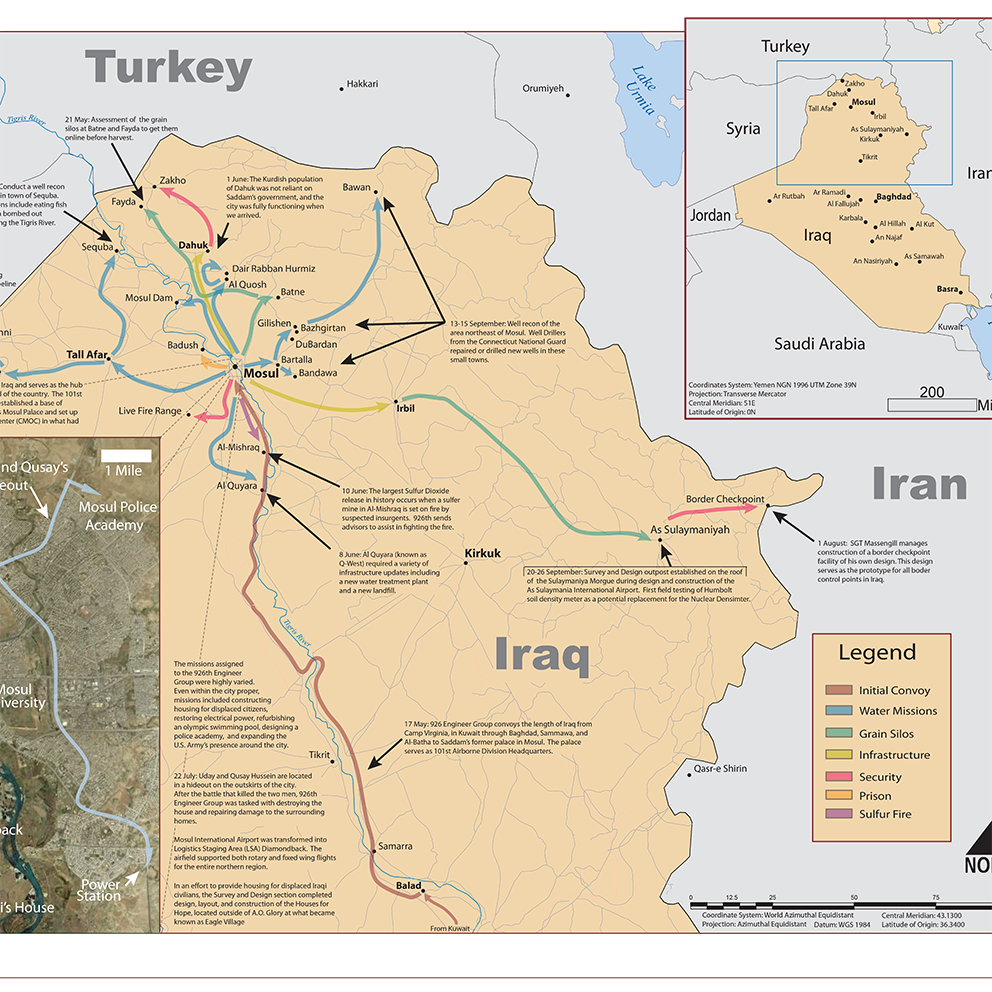 Turkey
Hakkari
Orumiyeh
Lake
Urmia
Tigris River
21 May: Assessment of the grain
silos at Batne and Fayda to get them
online before harvest.
Conduct a well recon
in town of Sequba.
ns include eating fish
bombed out
ng the Tigris River.
Zakho
Fayda
1 June: The Kurdish population
of Dahuk was not reliant on
Saddam's government, and the
city was fully functioning when
we arrived.
Bawan
Sequba
Dahuk
Dair Rabban Hurmiz
Al Quosh
Batne
Mosul Dam
peline
Gilishen
Bazhgirtan
DuBardan
13-15 September: Well recon of the
area northeast of Mosul. Well Drillers
from the Connecticut National Guard
repaired or drilled new wells in these
small towns.
nni
Badush
Tall Afar
Bartalla
Bandawa
Mosul
Iraq and serves as the hub
d of the country. The 101st
established a base of
s Mosul Palace and set up
enter (CMOC) in what had
Live Fire Range
Irbil
Al-Mishraq
Al Quyara
10 June: The largest Sulfur Dioxide
release in history occurs when a sulfer
mine in Al-Mishraq is set on fire by
suspected insurgents. 926th sends
advisors to assist in fighting the fire.
8 June: Al Quyara (known as
Q-West) required a variety of
infrastructure updates including
a new water treatment plant
and a new landfill.
Kirkuk
Border Checkpoint
As Sulaymaniyah
20-26 September: Survey and Design outpost established on the roof
of the Sulaymaniya Morgue during design and construction of the
As Sulaymania International Airport. First field testing of Humbolt
soil density meter as a potential replacement for the Nuclear Densimter.
Iran
1 August: SGT Massengill manages
construction of a border checkpoint
facility of his own design. This design
serves as the prototype for all boder
control points in Iraq.
Tigris River
Iraq
The missions assigned
to the 926th Engineer
Group were highly varied.
Even within the city proper,
missions included constructing
housing for displaced citizens,
restoring electrical power, refurbishing
an olympic swimming pool, designing a
police academy, and expanding the
U.S. Army's presence around the city.
17 May: 926 Engineer Group convoys the length of Iraq from
Camp Virginia, in Kuwait through Baghdad, Sammawa, and
Al-Batha to Saddam's former palace in Mosul. The palace
serves as 101st Airborne Division Headquarters.
Tikrit
22 July: Uday and Qusay Hussein are located
in a hideout on the outskirts of the city.
After the battle that killed the two men, 926th
Engineer Group was tasked with destroying the
house and repairing damage to the surrounding
homes.
Qasr-e Shirin
Mosul International Airport was transformed into
Logistics Staging Area (LSA) Diamondback. The
airfield supported both rotary and fixed wing flights
for the entire northern region.
Samarra
In an effort to provide housing for displaced Iraqi
civilians, the Survey and Design section completed
design, layout, and construction of the Houses for
Hope, located outside of A.O. Glory at what became
known as Eagle Village
Balad
From Kuwait
nd Qusay's
eout
1 Mile
Mosul Police
Academy
Mosul
iversity
back
Power
Station
i's House
Turkey
Zakho
Dahuk
Tall Afar
Mosul
Irbil
Syria
As Sulaymaniyah
Kirkuk
Tikrit
Iran
Ar Rutbah
Ar Ramadi
Al Fallujah
Baghdad
Jordan
Karbala
Al Hillah
Al Kut
Iraq
An Najaf
An Nasiriyah
As Samawah
Basra
Kuwait
Saudi Arabia
Coordinates System: Yemen NGN 1996 UTM Zone 39N
Projection: Transverse Mercator
Central Meridian: 51E
Latitude of Origin: 0N
200
Mi
Legend
Initial Convoy
Water Missions
Grain Silos
Infrastructure
Security
Prison
Sulfur Fire
NO
0 12.5 25 50 75
Coordinate System: World Azimuthal Equidistant
Projection: Azimuthal Equidistant Datum: WGS 1984
Central Meridian: 43.1300
Latitude of Origin: 36.3400